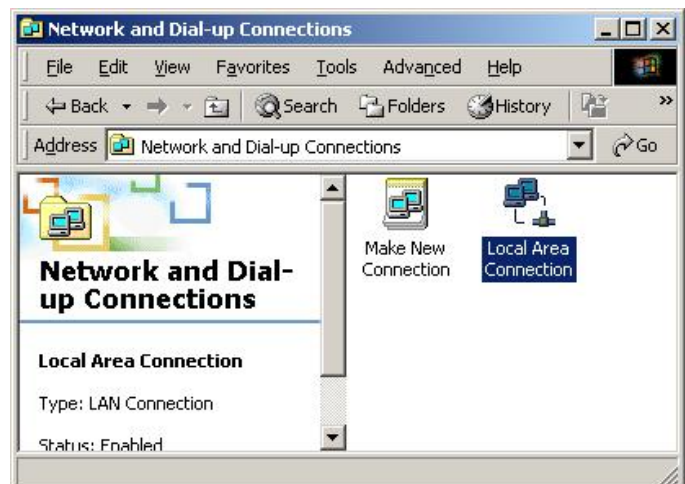 Network and Dial-up Connections
File Edit View Favorites Tools Advanced Help
Back Search Folders History »
Address Network and Dial-up Connections Go
Network and Dial-
up Connections
Local Area Connection
Type: LAN Connection
Status: Enabled
Make New
Connection
Local Area
Connection